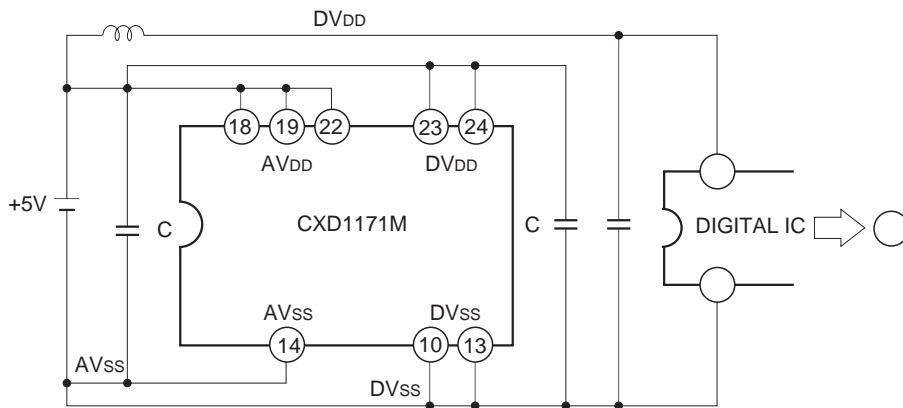 DVDD
18 19 22 23 24
AVDD DVDD
+5V
C CXD1171M C DIGITAL IC
AVSS DVSS
14 10 13
AVSS
DVSS